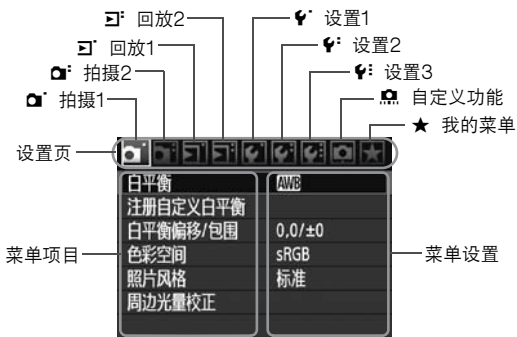 回放2
设置1
回放1
设置2
拍摄2
设置3
拍摄1
自定义功能
我的菜单
设置页
白平衡 AWB
注册自定义白平衡
白平衡偏移/包围 0,0/±0
菜单项目
色彩空间 sRGB
菜单设置
照片风格 标准
周边光量校正